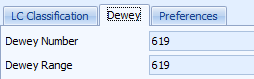 LC Classification Dewey Preferences
Dewey Number 619
Dewey Range 619